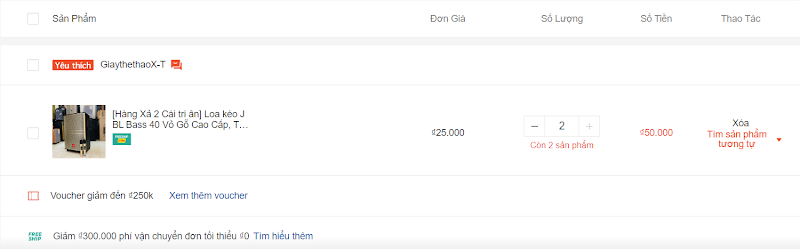 Sản Phẩm Đơn Giá Số Lượng Số Tiền Thao Tác
Yêu thích GiaythethaoX-T
[Hàng Xả 2 Cái tri ân] Loa kéo J
BL Bass 40 Vỏ Gỗ Cao Cấp, T...
FREE SHIP
₫25.000 2 ₫50.000
Còn 2 sản phẩm
Xóa
Tìm sản phẩm
tương tự
Voucher giảm đến ₫250k Xem thêm voucher
FREE
SHIP
Giảm ₫300.000 phí vận chuyển đơn tối thiểu ₫0 Tìm hiểu thêm